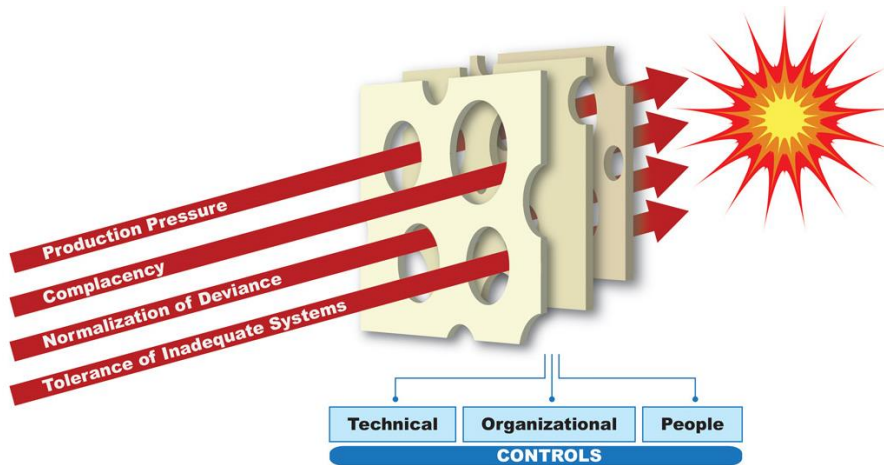 Production Pressure
Complacency
Normalization of Deviance
Tolerance of Inadequate Systems
Technical
Organizational
People
CONTROLS